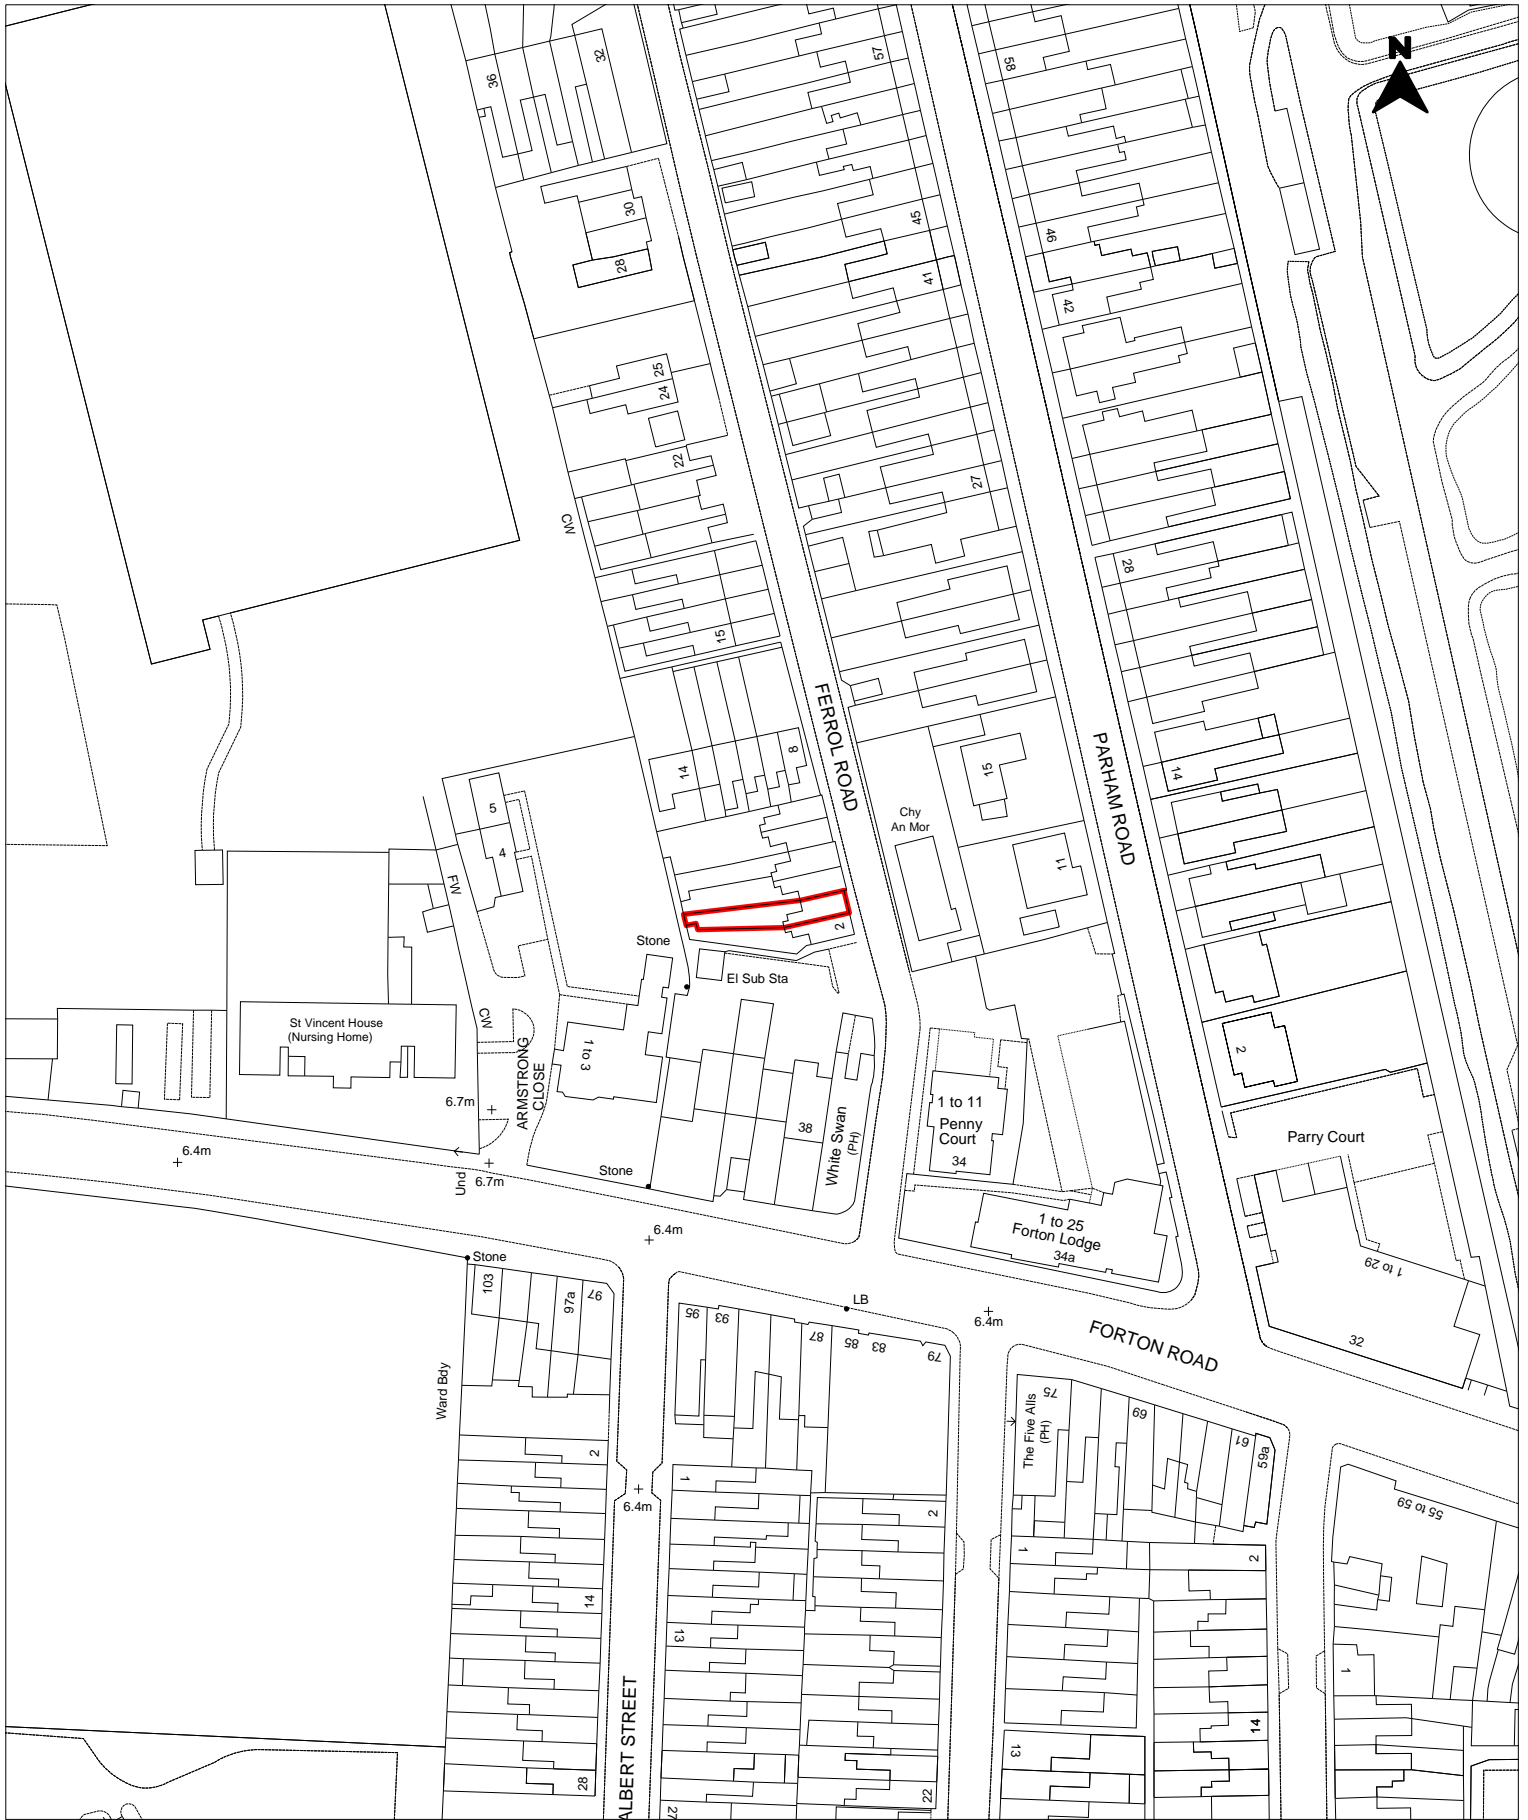 N
36
32
57
58
30
28
45
46
41
42
25
24
22
CW
27
28
15
FERROL ROAD
PARHAM ROAD
14
8
15
14
5
4
FW
Chy
An Mor
11
2
Stone
El Sub Sta
St Vincent House
(Nursing Home)
CW
ARMSTRONG
CLOSE
1 to 3
2
6.7m
38
White Swan
(PH)
1 to 11
Penny
Court
34
Parry Court
6.4m
Und
6.7m
Stone
6.4m
1 to 25
Forton Lodge
34a
1 to 29
Stone
103
97a
97
LB
6.4m
FORTON ROAD
32
95
93
87
85
83
79
Ward Bdy
The Five Alls
(PH)
75
69
61
59a
55 to 59
2
1
6.4m
2
1
2
14
13
1
ALBERT STREET
14
13
28
27
22